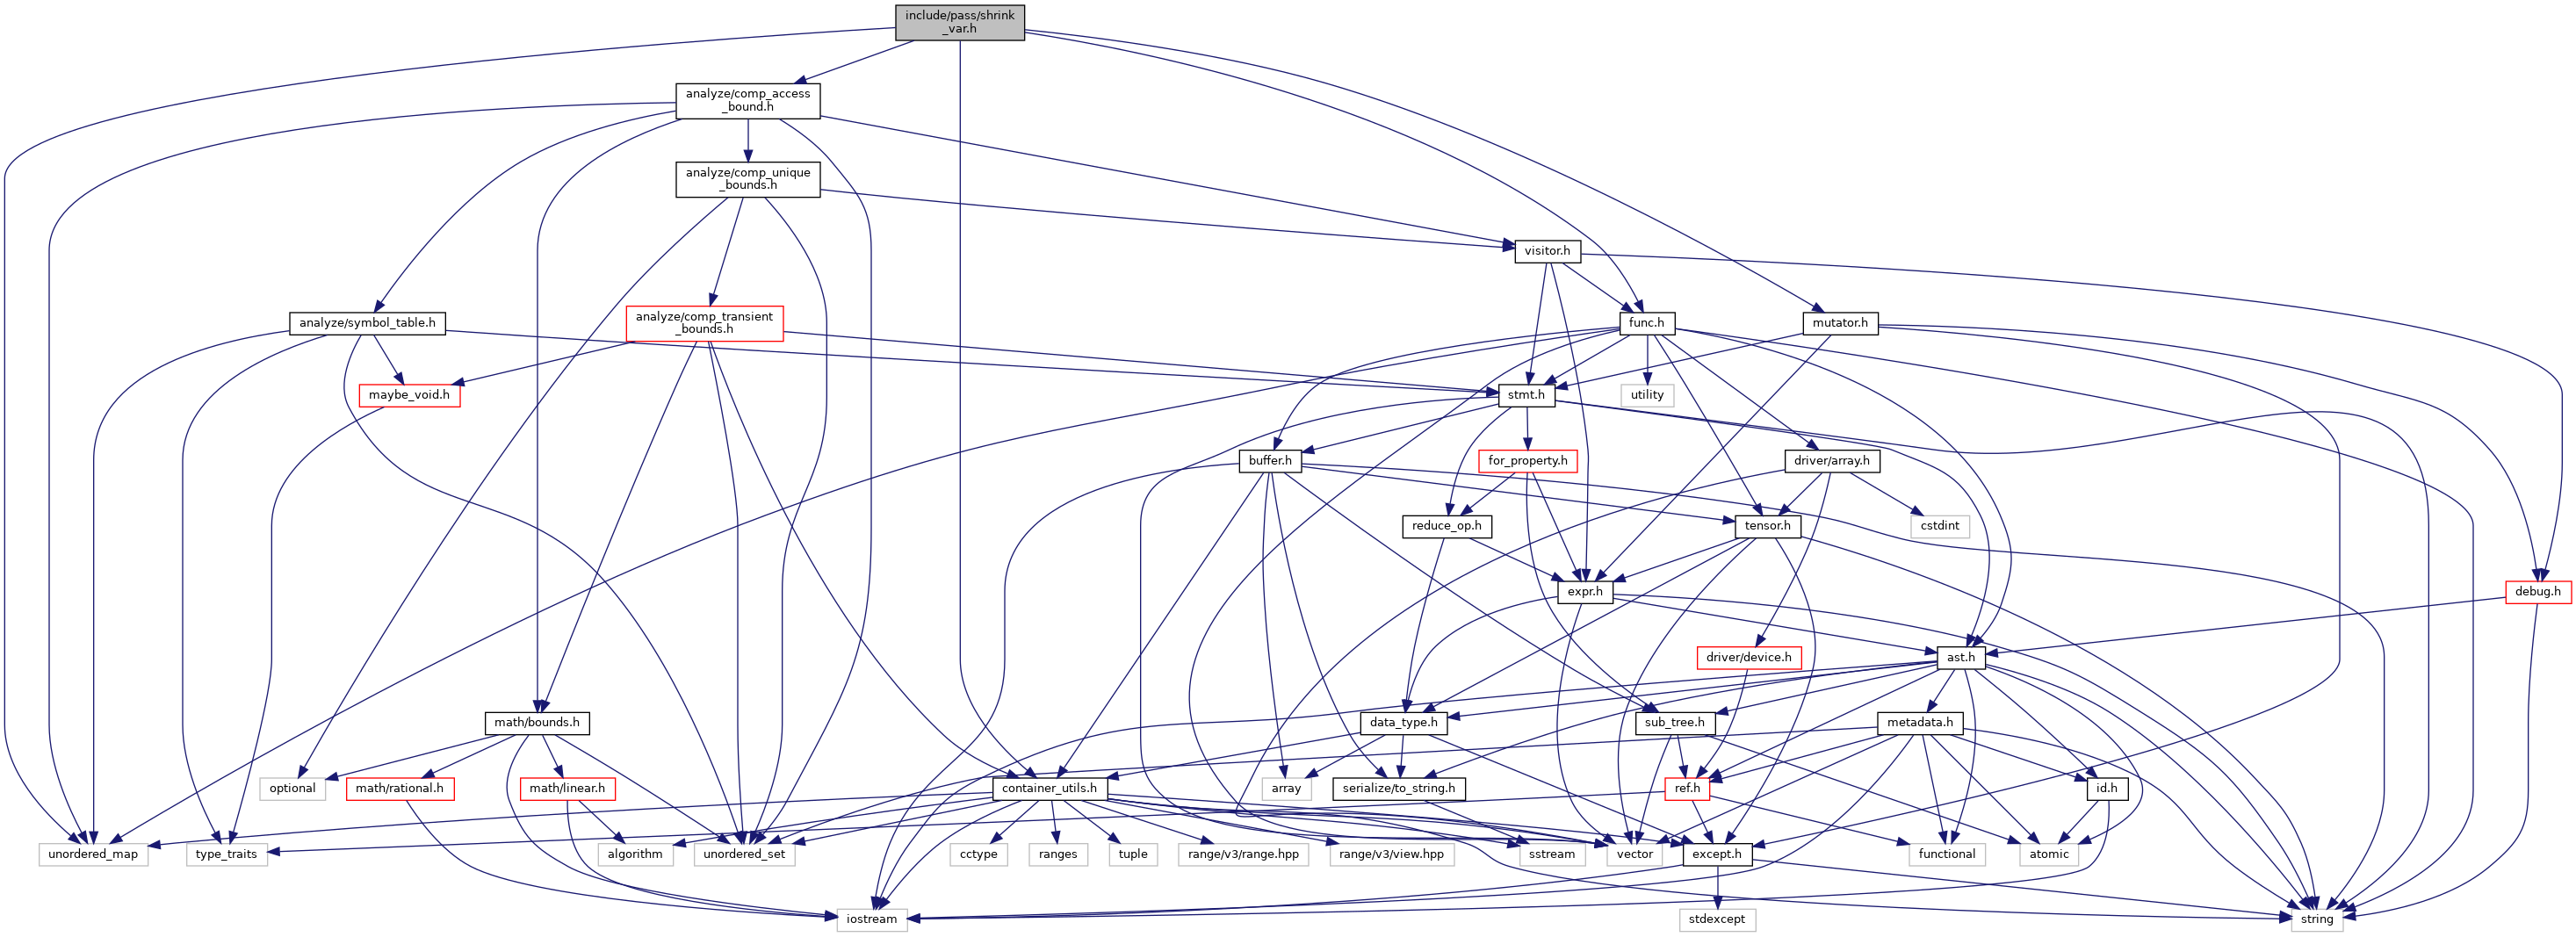 include/pass/shrink
_var.h
analyze/comp_access
_bound.h
analyze/comp_unique
_bounds.h
visitor.h
analyze/symbol_table.h
analyze/comp_transient
_bounds.h
func.h
mutator.h
maybe_void.h
stmt.h
utility
buffer.h
for_property.h
driver/array.h
reduce_op.h
tensor.h
cstdint
expr.h
debug.h
driver/device.h
ast.h
math/bounds.h
data_type.h
sub_tree.h
metadata.h
optional
math/rational.h
math/linear.h
container_utils.h
array
serialize/to_string.h
ref.h
id.h
unordered_map
type_traits
algorithm
unordered_set
cctype
ranges
tuple
range/v3/range.hpp
range/v3/view.hpp
sstream
vector
except.h
functional
atomic
iostream
stdexcept
string